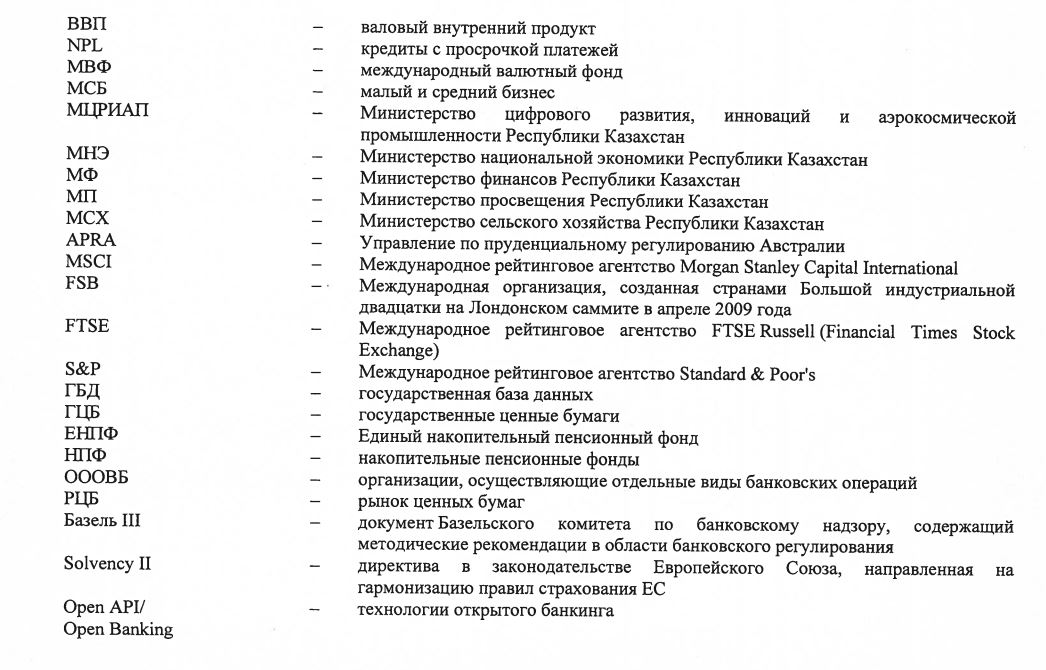 ВВП – валовый внутренний продукт
NPL – кредиты с просрочкой платежей
МВФ – международный валютный фонд
МСБ – малый и средний бизнес
МЦРИАП – Министерство цифрового развития, инноваций и аэрокосмической
промышленности Республики Казахстан
МНЭ – Министерство национальной экономики Республики Казахстан
МФ – Министерство финансов Республики Казахстан
МП – Министерство просвещения Республики Казахстан
МСХ – Министерство сельского хозяйства Республики Казахстан
APRA – Управление по пруденциальному регулированию Австралии
MSCI – Международное рейтинговое агентство Morgan Stanley Capital International
FSB – Международная организация, созданная странами Большой индустриальной
двадцатки на Лондонском саммите в апреле 2009 года
FTSE – Международное рейтинговое агентство FTSE Russell (Financial Times Stock
Exchange)
S&P – Международное рейтинговое агентство Standard & Poor's
ГБД – государственная база данных
ГЦБ – государственные ценные бумаги
ЕНПФ – Единый накопительный пенсионный фонд
НПФ – накопительные пенсионные фонды
ОООВБ – организации, осуществляющие отдельные виды банковских операций
РЦБ – рынок ценных бумаг
Базель III – документ Базельского комитета по банковскому надзору, содержащий
методические рекомендации в области банковского регулирования
Solvency II – директива в законодательстве Европейского Союза, направленная на
гармонизацию правил страхования ЕС
Open API/ – технологии открытого банкинга
Open Banking